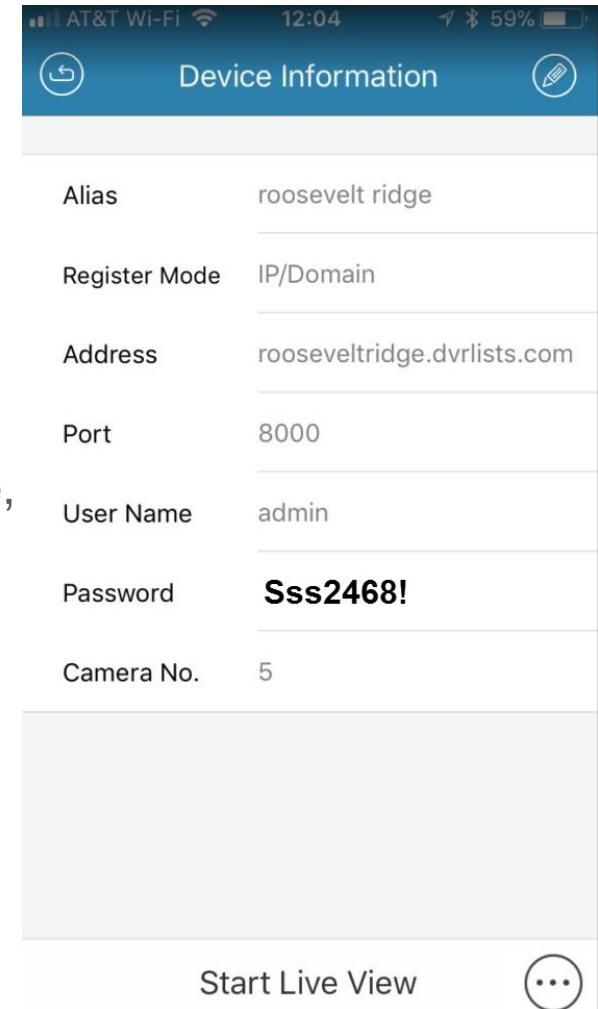 AT&T Wi-Fi 12:04 59%
Device Information
Alias roosevelt ridge
Register Mode IP/Domain
Address rooseveltridge.dvrlists.com
Port 8000
,
User Name admin
Password Sss2468!
Camera No. 5
Start Live View